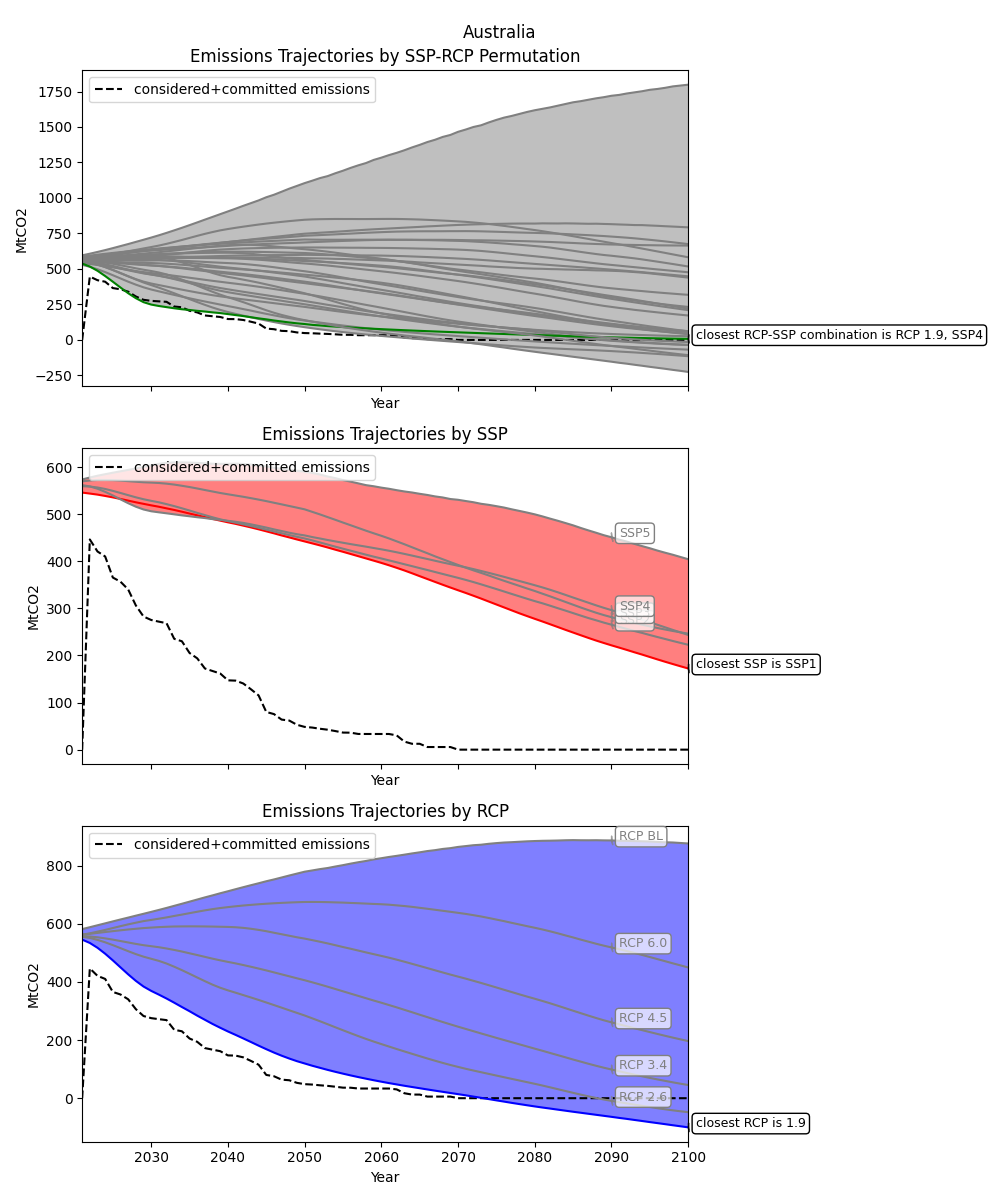 Australia
Emissions Trajectories by SSP-RCP Permutation
considered+committed emissions
1750
1500
1250
1000
750
500
250
0
−250
MtCO2
Year
closest RCP-SSP combination is RCP 1.9, SSP4
Emissions Trajectories by SSP
considered+committed emissions
600
500
400
300
200
100
0
MtCO2
Year
SSP5
SSP4
closest SSP is SSP1
Emissions Trajectories by RCP
considered+committed emissions
800
600
400
200
0
MtCO2
RCP BL
RCP 6.0
RCP 4.5
RCP 3.4
RCP 2.6
closest RCP is 1.9
2030 2040 2050 2060 2070 2080 2090 2100
Year